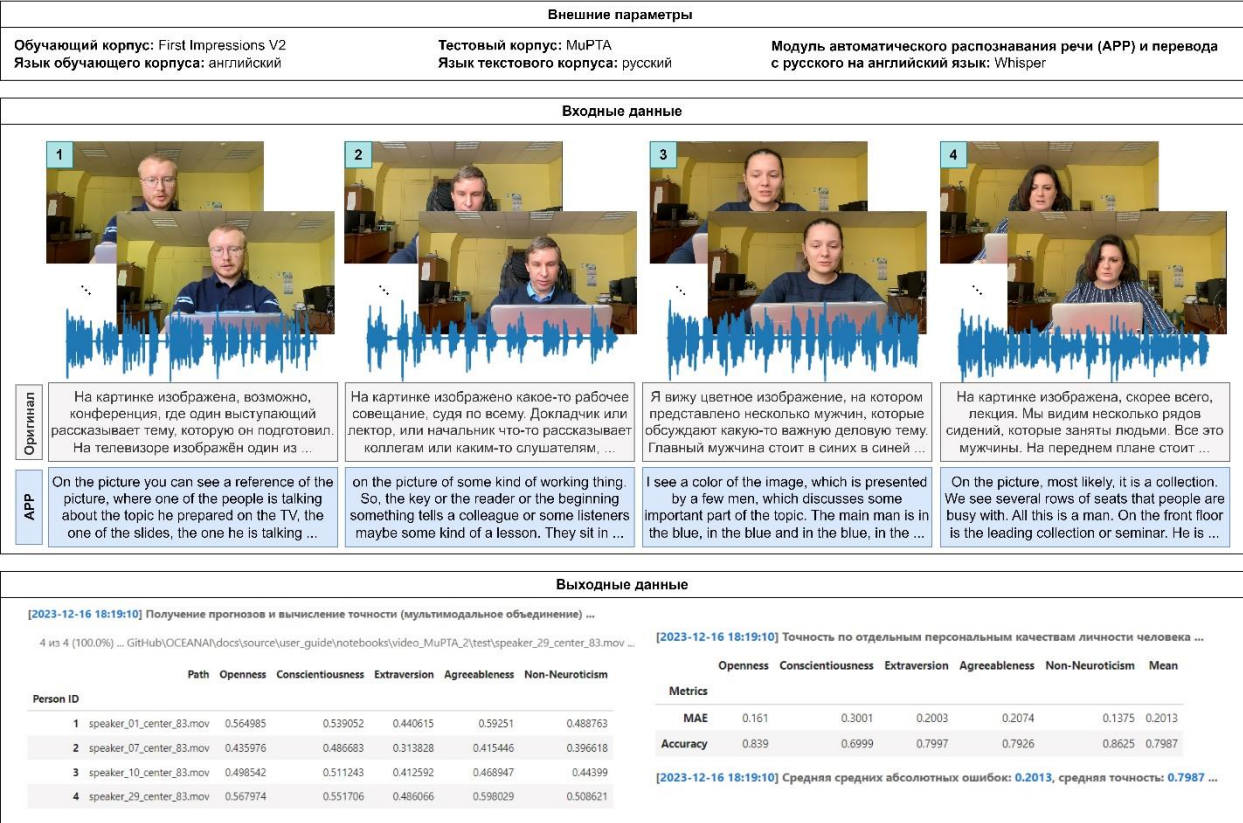 Внешние параметры
Обучающий корпус: First Impressions V2
Язык обучающего корпуса: английский
Тестовый корпус: MuPTA
Язык текстового корпуса: русский
Модуль автоматического распознавания речи (АРР) и перевода
с русского на английский язык: Whisper
Входные данные
1
2
3
4
Оригинал
На картинке изображена, возможно,
конференция, где один выступающий
рассказывает тему, которую он подготовил.
На телевизоре изображён один из ...
На картинке изображено какое-то рабочее
совещание, судя по всему. Докладчик или
лектор, или начальник что-то рассказывает
коллегам или каким-то слушателям, ...
Я вижу цветное изображение, на котором
представлено несколько мужчин, которые
обсуждают какую-то важную деловую тему.
Главный мужчина стоит в синих в синей ...
На картинке изображена, скорее всего,
лекция. Мы видим несколько рядов
сидений, которые заняты людьми. Все это
мужчины. На переднем плане стоит ...
АРР
On the picture you can see a reference of the
picture, where one of the people is talking
about the topic he prepared on the TV, the
one of the slides, the one he is talking ...
on the picture of some kind of working thing.
So, the key or the reader or the beginning
something tells a colleague or some listeners
maybe some kind of a lesson. They sit in ...
I see a color of the image, which is presented
by a few men, which discusses some
important part of the topic. The main man is in
the blue, in the blue and in the blue, in the ...
On the picture, most likely, it is a collection.
We see several rows of seats that people are
busy with. All this is a man. On the front floor
is the leading collection or seminar. He is ...
Выходные данные
[2023-12-16 18:19:10] Получение прогнозов и вычисление точности (мультимодальное объединение) ...
4 из 4 (100.0%) ... GitHub\OCEANAI\docs\source\user_guide\notebooks\video_MuPTA_2\test\speaker_29_center_83.mov ...
Path Openness Conscientiousness Extraversion Agreeableness Non-Neuroticism
Person ID
1 speaker_01_center_83.mov 0.564985 0.539052 0.440615 0.59251 0.488763
2 speaker_07_center_83.mov 0.435976 0.486683 0.313828 0.415446 0.396618
3 speaker_10_center_83.mov 0.498542 0.511243 0.412592 0.468947 0.44399
4 speaker_29_center_83.mov 0.567974 0.551706 0.486066 0.598029 0.508621
[2023-12-16 18:19:10] Точность по отдельным персональным качествам личности человека ...
Openness Conscientiousness Extraversion Agreeableness Non-Neuroticism Mean
Metrics
MAE 0.161 0.3001 0.2003 0.2074 0.1375 0.2013
Accuracy 0.839 0.6999 0.7997 0.7926 0.8625 0.7987
[2023-12-16 18:19:10] Средняя средних абсолютных ошибок: 0.2013, средняя точность: 0.7987 ...